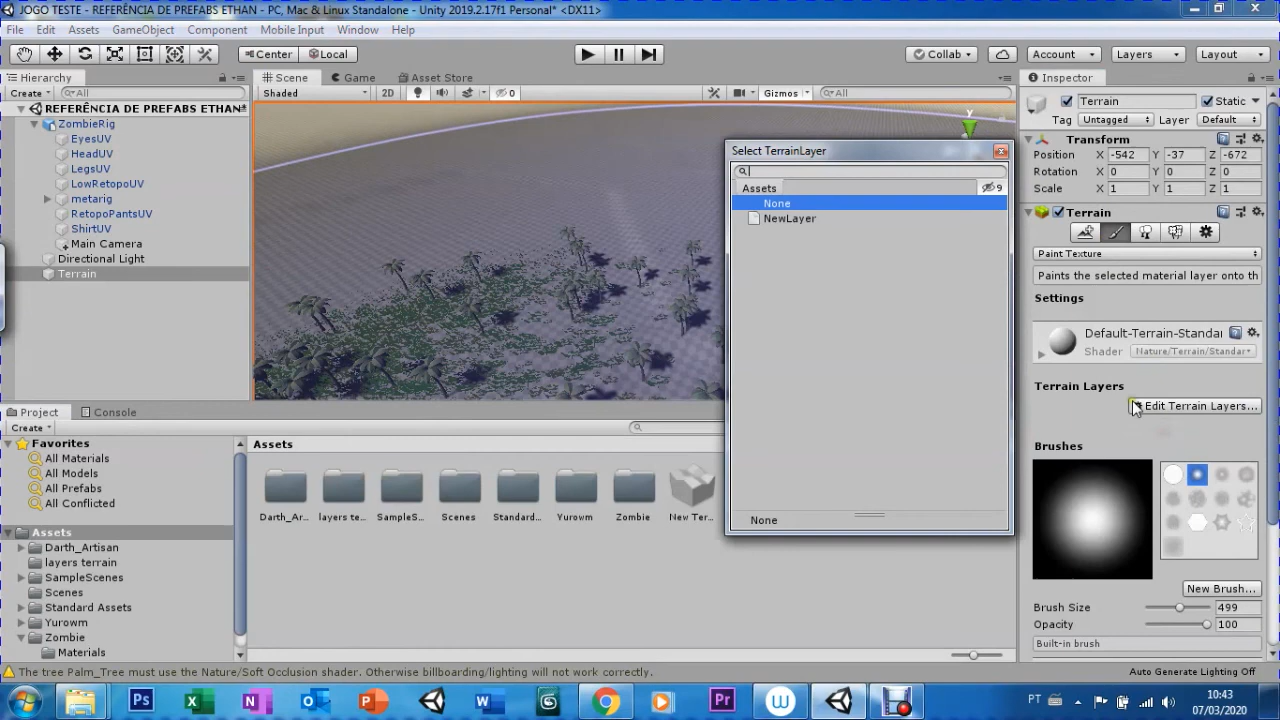 JOGO TESTE - REFERÊNCIA DE PREFABS ETHAN - PC, Mac & Linux Standalone - Unity 2019.2.17f1 Personal* <DX11>
File Edit Assets GameObject Component Mobile Input Window Help
Center Local Collab Account Layers Layout
Hierarchy
Create All
REFERÊNCIA DE PREFABS ETHAN*
ZombieRig
EyesUV
HeadUV
LegsUV
LowRetopoUV
metarig
RetopoPantsUV
ShirtUV
Main Camera
Directional Light
Terrain
Scene Game Asset Store
Shaded 2D 0 Gizmos All
y
Select TerrainLayer
Assets 9
None
NewLayer
None
Inspector
Terrain Static
Tag Untagged Layer Default
Transform
Position X -542 Y -37 Z -672
Rotation X 0 Y 0 Z 0
Scale X 1 Y 1 Z 1
Terrain
Paint Texture
Paints the selected material layer onto th
Settings
Default-Terrain-Standar
Shader Nature/Terrain/Standar
Terrain Layers
Edit Terrain Layers...
Brushes
New Brush...
Brush Size 499
Opacity 100
Built-in brush
Project Console
Create
Favorites
All Materials
All Models
All Prefabs
All Conflicted
Assets
Darth_Artisan
layers terrain
SampleScenes
Scenes
Standard Assets
Yurowm
Zombie
Materials
Assets
Darth_Ar... layers te... SampleS... Scenes Standard... Yurowm Zombie New Ter...
The tree Palm_Tree must use the Nature/Soft Occlusion shader. Otherwise billboarding/lighting will not work correctly.
Auto Generate Lighting Off
PT
10:43
07/03/2020